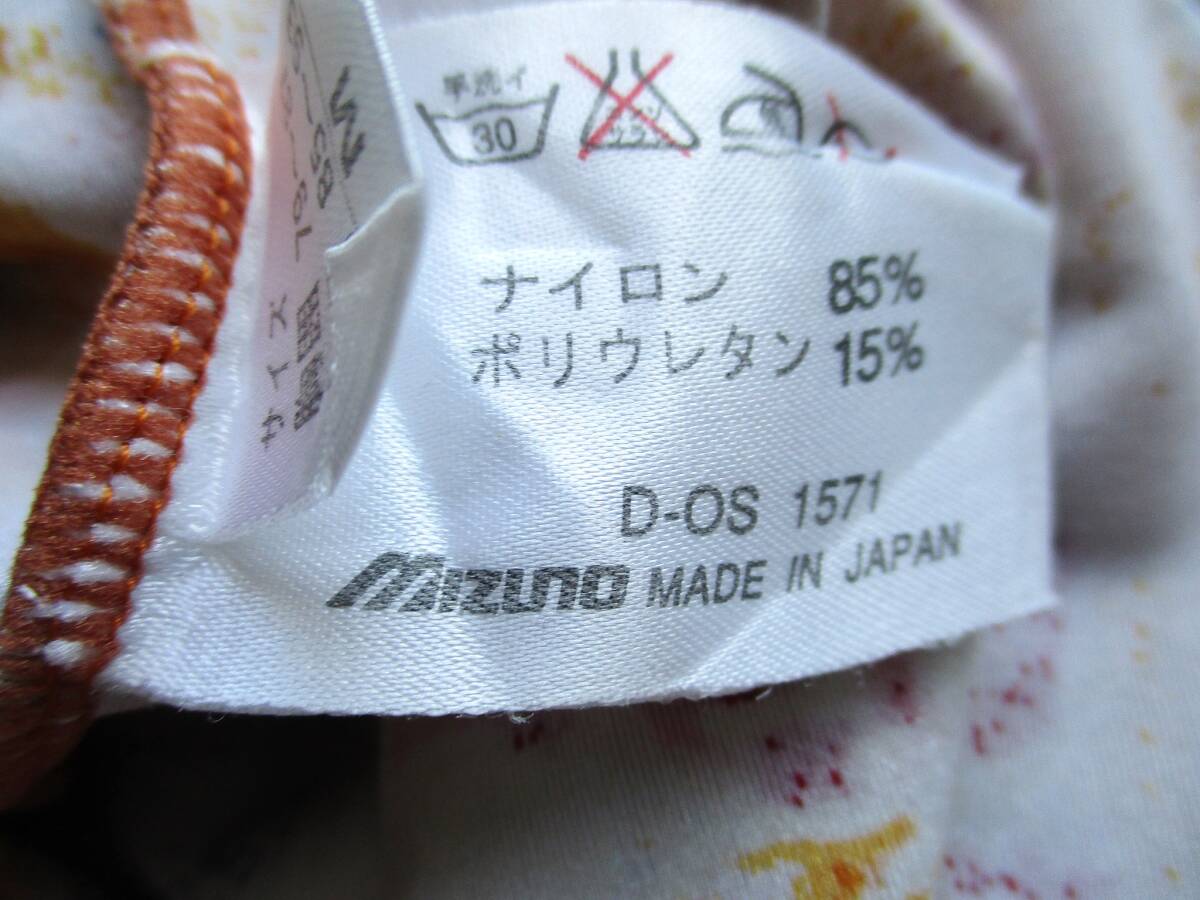 手洗イ
30
ナイロン 85%
ポリウレタン 15%
D-OS 1571
MIZUNO MADE IN JAPAN
サイズ